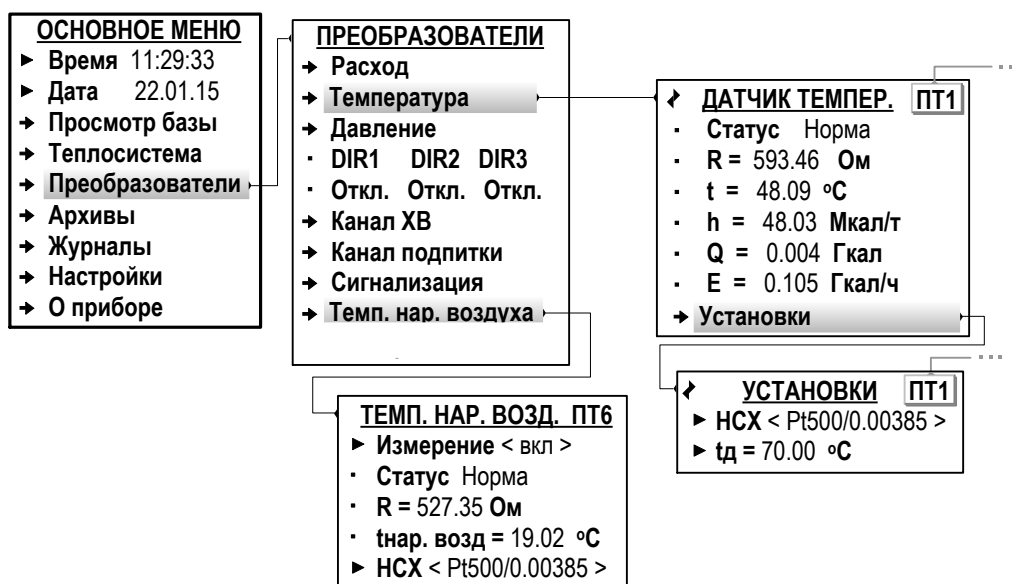 ОСНОВНОЕ МЕНЮ
Время 11:29:33
Дата 22.01.15
Просмотр базы
Теплосистема
Преобразователи
Архивы
Журналы
Настройки
О приборе
ПРЕОБРАЗОВАТЕЛИ
Расход
Температура
Давление
DIR1 DIR2 DIR3
Откл. Откл. Откл.
Канал ХВ
Канал подпитки
Сигнализация
Темп. нар. воздуха
ДАТЧИК ТЕМПЕР. ПТ1
Статус Норма
R = 593.46 Ом
t = 48.09 ºC
h = 48.03 Мкал/т
Q = 0.004 Гкал
E = 0.105 Гкал/ч
Установки
УСТАНОВКИ ПТ1
НСХ < Pt500/0.00385 >
tд = 70.00 ºC
ТЕМП. НАР. ВОЗД. ПТ6
Измерение < вкл >
Статус Норма
R = 527.35 Ом
tнар. возд = 19.02 ºC
НСХ < Pt500/0.00385 >